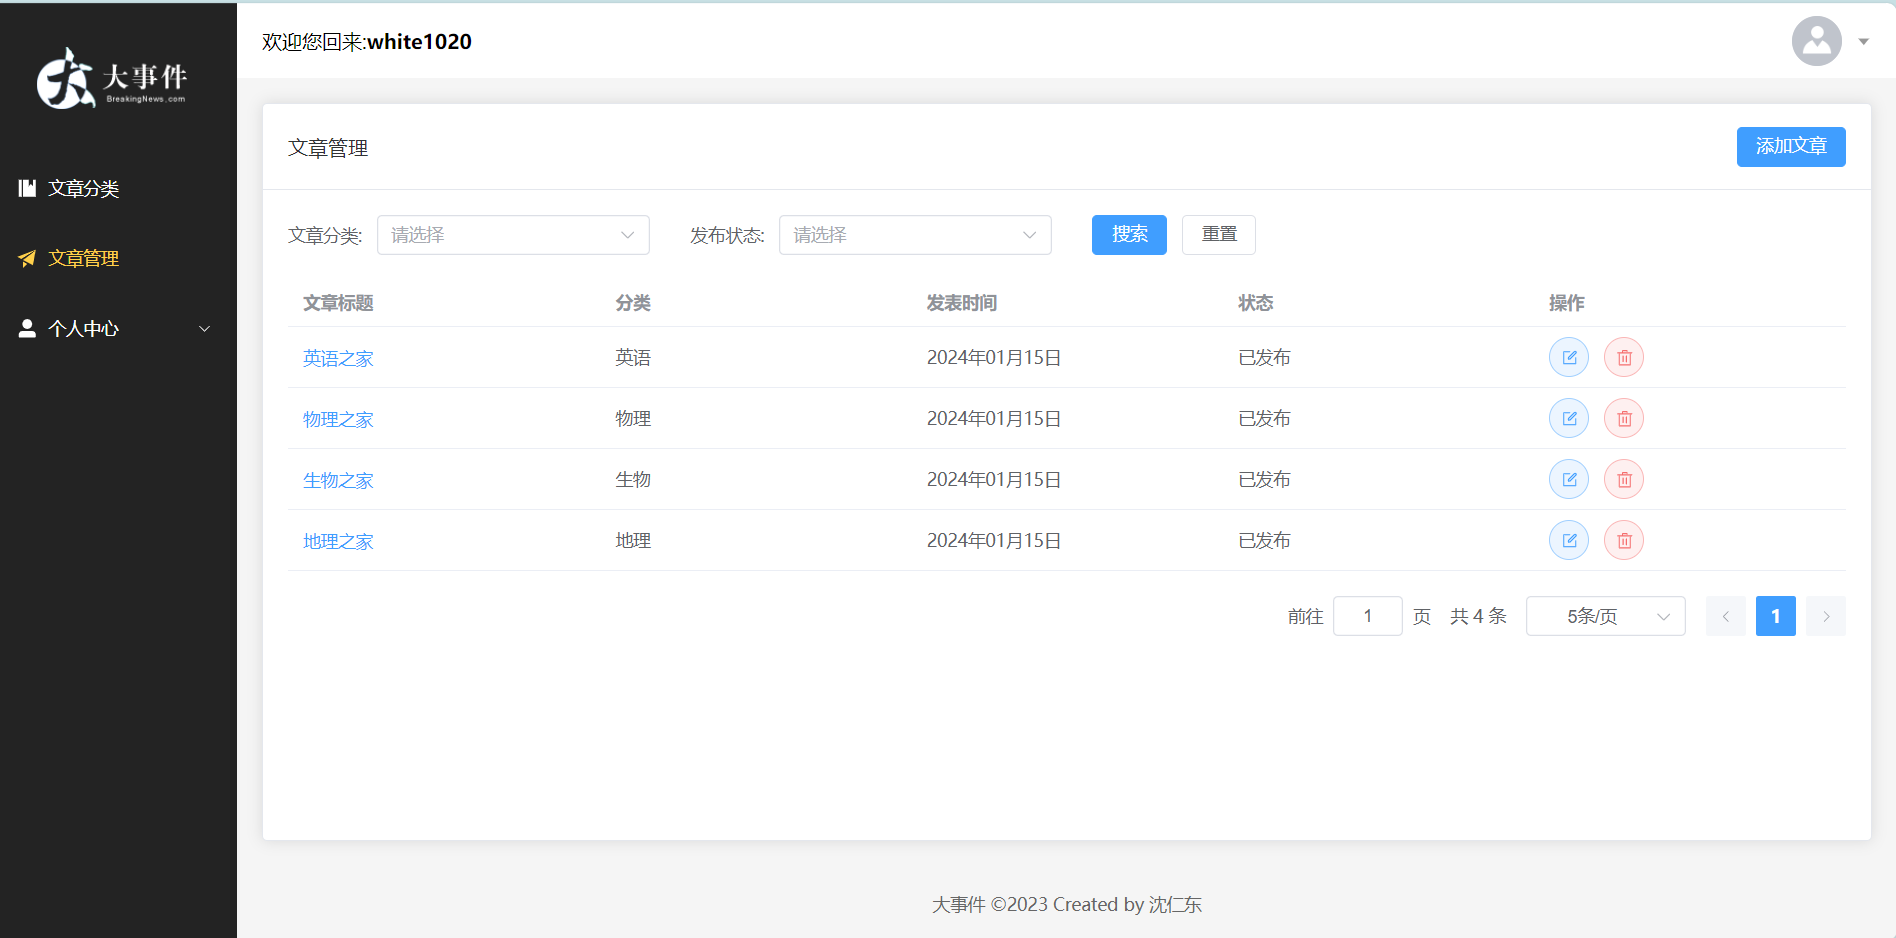 大事件
BreakingNews.com
文章分类
文章管理
个人中心
欢迎您回来:white1020
文章管理
添加文章
文章分类: 请选择 发布状态: 请选择 搜索 重置
文章标题 分类 发表时间 状态 操作
英语之家 英语 2024年01月15日 已发布
物理之家 物理 2024年01月15日 已发布
生物之家 生物 2024年01月15日 已发布
地理之家 地理 2024年01月15日 已发布
前往 1 页 共 4 条 5条/页 1
大事件 ©2023 Created by 沈仁东